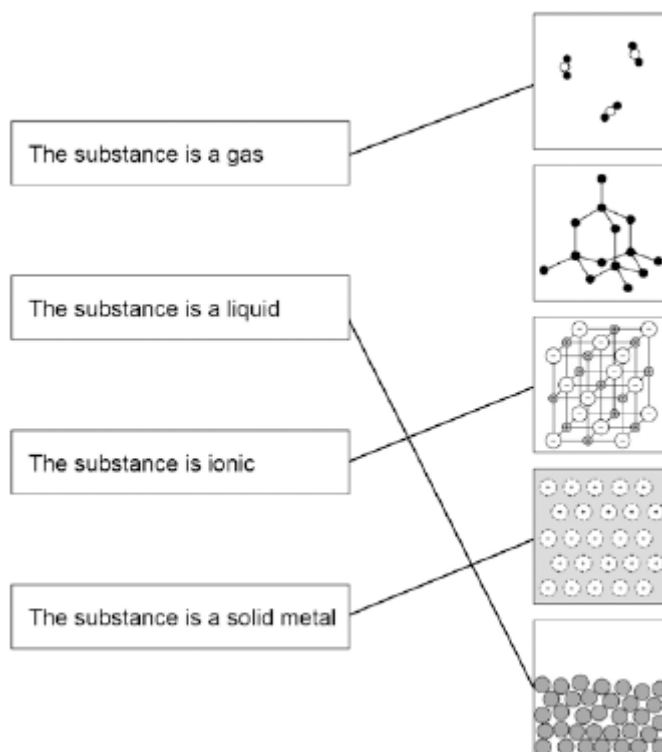 The substance is a gas
The substance is a liquid
The substance is ionic
The substance is a solid metal